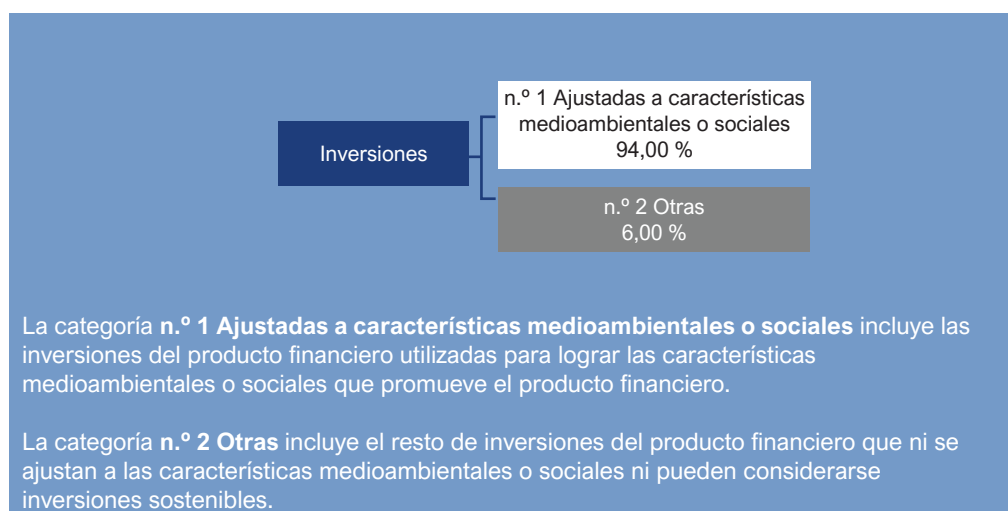 n.º 1 Ajustadas a características
medioambientales o sociales
94,00 %
Inversiones
n.º 2 Otras
6,00 %
La categoría n.º 1 Ajustadas a características medioambientales o sociales incluye las
inversiones del producto financiero utilizadas para lograr las características
medioambientales o sociales que promueve el producto financiero.
La categoría n.º 2 Otras incluye el resto de inversiones del producto financiero que ni se
ajustan a las características medioambientales o sociales ni pueden considerarse
inversiones sostenibles.